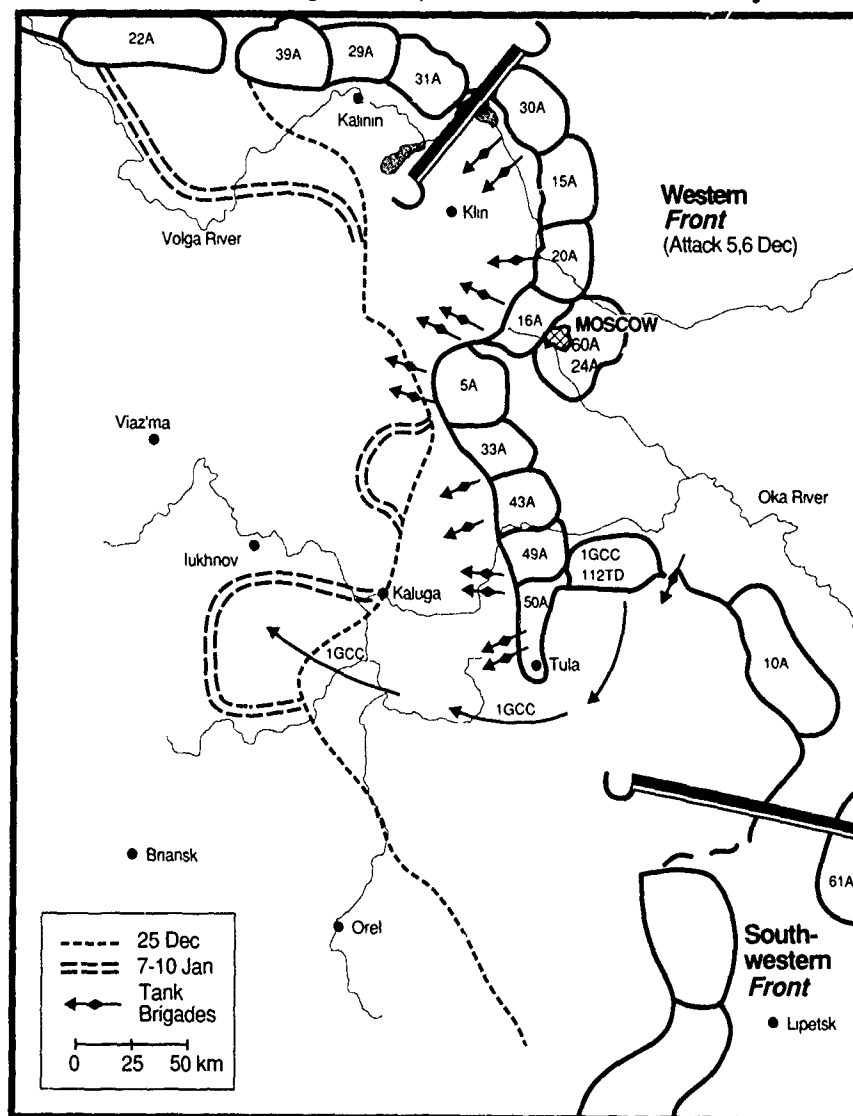 22A
39A
29A
31A
Kalinin
30A
15A
Western
Front
(Attack 5,6 Dec)
Klin
Volga River
20A
16A
MOSCOW
60A
24A
5A
Viaz'ma
33A
43A
Oka River
Iukhnov
49A
1GCC
112TD
Kaluga
50A
1GCC
Tula
10A
1GCC
Briansk
61A
Orel
South-
western
Front
Lipetsk
25 Dec
7-10 Jan
Tank
Brigades
0 25 50 km